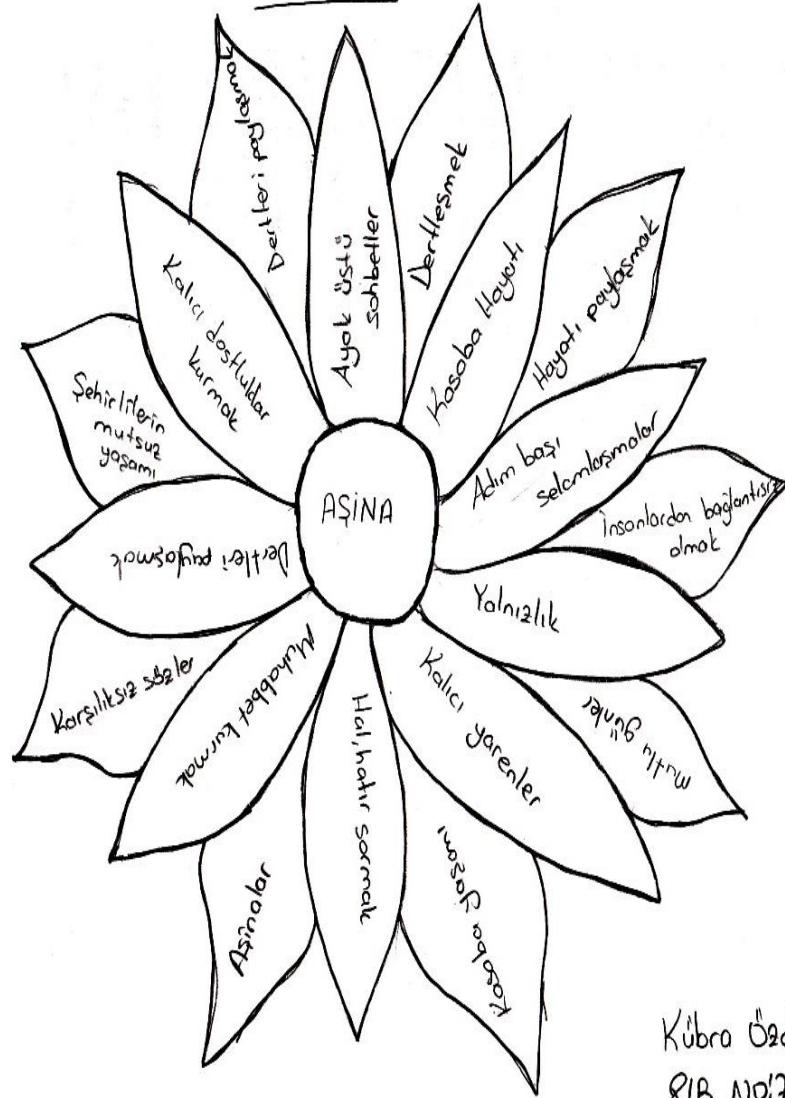 Dertleri paylaşmak
Ayak üstü
sohbetler
Dertleşmek
Kasaba Hayatı
Hayatı paylaşmak
Kalıcı dostluklar
kurmak
Şehirlilerin
mutsuz
yaşamı
AŞİNA
Adım başı
selamlaşmalar
İnsanlardan bağlantısız
olmak
Dertleri paylaşmak
Yalnızlık
Karşılıksız sözler
Muhabbet kurmak
Hal, hatır sormak
Kalıcı yarenler
Mutlu günler
Aşinalar
Kasaba yaşamı
Kübra